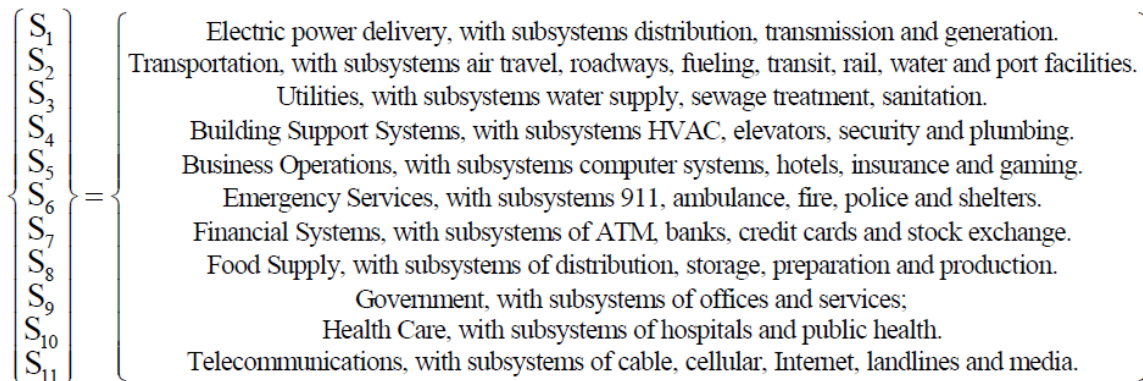 S1 Electric power delivery, with subsystems distribution, transmission and generation.
S2 Transportation, with subsystems air travel, roadways, fueling, transit, rail, water and port facilities.
S3 Utilities, with subsystems water supply, sewage treatment, sanitation.
S4 Building Support Systems, with subsystems HVAC, elevators, security and plumbing.
S5 Business Operations, with subsystems computer systems, hotels, insurance and gaming.
S6 = Emergency Services, with subsystems 911, ambulance, fire, police and shelters.
S7 Financial Systems, with subsystems of ATM, banks, credit cards and stock exchange.
S8 Food Supply, with subsystems of distribution, storage, preparation and production.
S9 Government, with subsystems of offices and services;
S10 Health Care, with subsystems of hospitals and public health.
S11 Telecommunications, with subsystems of cable, cellular, Internet, landlines and media.